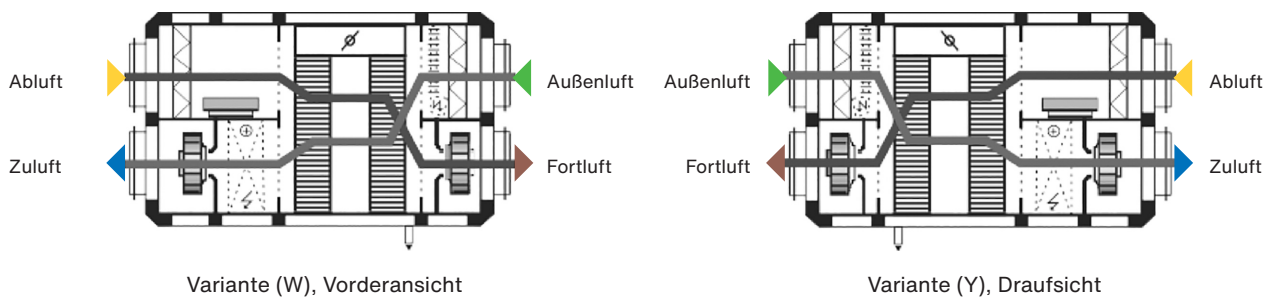 Abluft
Außenluft
Zuluft
Fortluft
Variante (W), Vorderansicht
Außenluft
Abluft
Fortluft
Zuluft
Variante (Y), Draufsicht